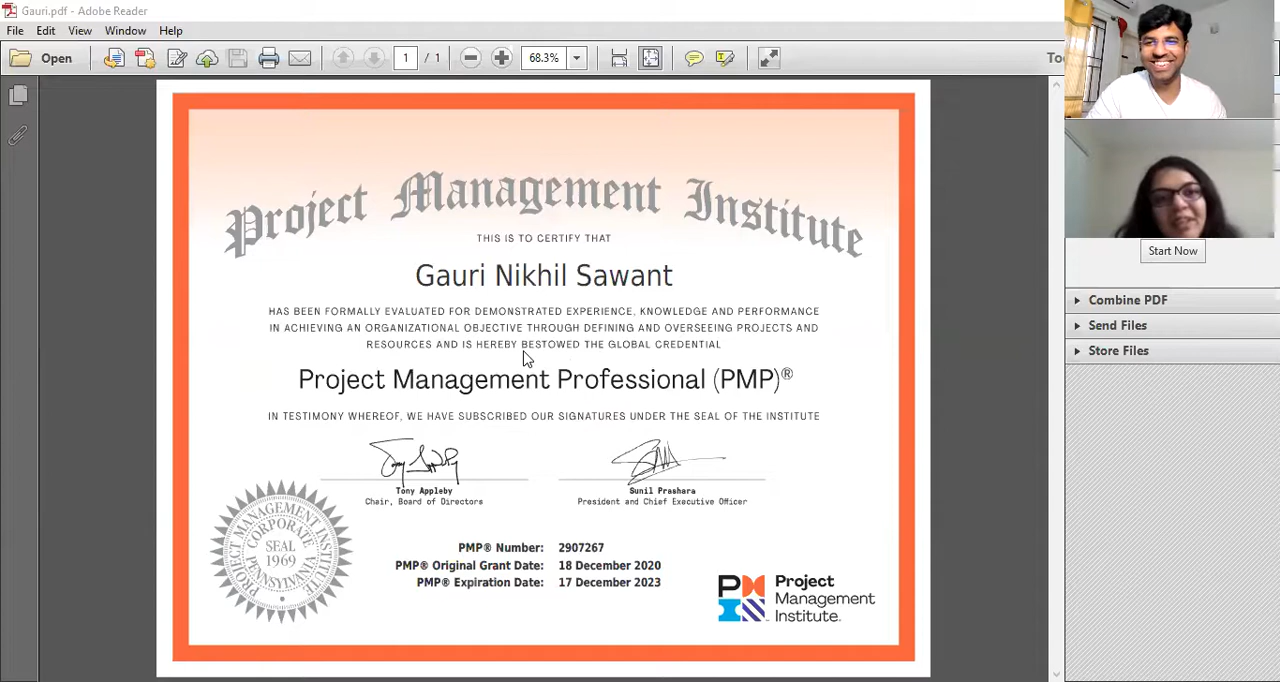 Gauri.pdf - Adobe Reader
File Edit View Window Help
Open 1 / 1 68.3%
Start Now
Combine PDF
Send Files
Store Files
Project Management Institute
THIS IS TO CERTIFY THAT
Gauri Nikhil Sawant
HAS BEEN FORMALLY EVALUATED FOR DEMONSTRATED EXPERIENCE, KNOWLEDGE AND PERFORMANCE
IN ACHIEVING AN ORGANIZATIONAL OBJECTIVE THROUGH DEFINING AND OVERSEEING PROJECTS AND
RESOURCES AND IS HEREBY BESTOWED THE GLOBAL CREDENTIAL
Project Management Professional (PMP)®
IN TESTIMONY WHEREOF, WE HAVE SUBSCRIBED OUR SIGNATURES UNDER THE SEAL OF THE INSTITUTE
Tony Appleby
Chair, Board of Directors
Sunil Prashara
President and Chief Executive Officer
PROJECT MANAGEMENT INSTITUTE
CORPORATE
SEAL
1969
PENNSYLVANIA
PMP® Number: 2907267
PMP® Original Grant Date: 18 December 2020
PMP® Expiration Date: 17 December 2023
Project
Management
Institute.